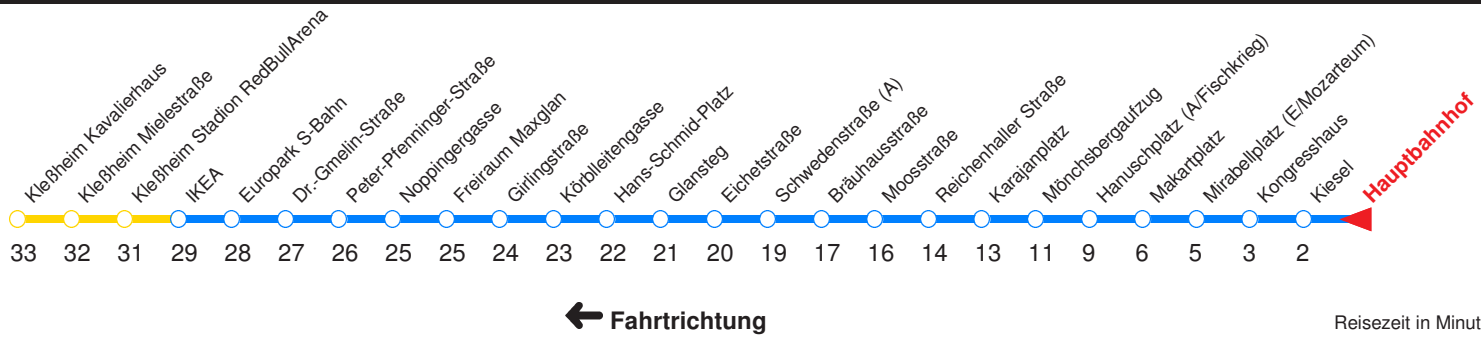 Kleßheim Kavalierhaus
Kleßheim Mielestraße
Kleßheim Stadion RedBullArena
IKEA
Europark S-Bahn
Dr.-Gmelin-Straße
Peter-Pfenninger-Straße
Noppingergasse
Freiraum Maxglan
Girlingstraße
Körbleitengasse
Hans-Schmid-Platz
Glansteg
Eichetstraße
Schwedenstraße (A)
Bräuhausstraße
Moosstraße
Reichenhaller Straße
Karajanplatz
Mönchsbergaufzug
Hanuschplatz (A/Fischkrieg)
Makartplatz
Mirabellplatz (E/Mozarteum)
Kongresshaus
Kiesel
Hauptbahnhof
33 32 31 29 28 27 26 25 25 24 23 22 21 20 19 17 16 14 13 11 9 6 5 3 2
Fahrtrichtung
Reisezeit in Minut